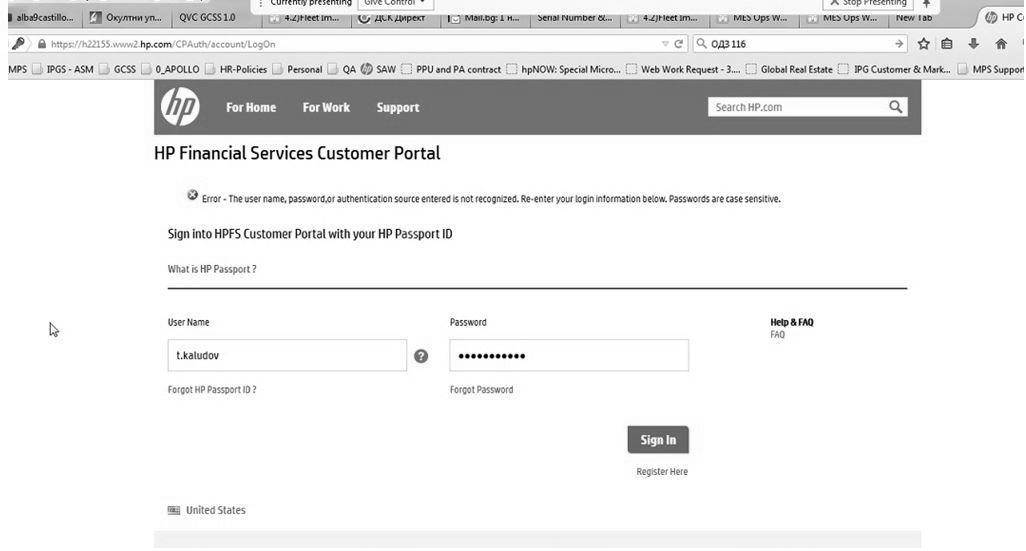 Currently presenting Give Control Stop Presenting
alba9castillo... Окултни уп... QVC GCSS 1.0 4.2)Fleet Im... ДСК Директ Mail.bg: 1 н... Serial Number &... 4.2)Fleet Im... MES Ops W... MES Ops W... New Tab HP C
https://h22155.www2.hp.com/CPAuth/account/LogOn ОДЗ 116
MPS IPGS - ASM GCSS 0_APOLLO HR-Policies Personal QA SAW PPU and PA contract hpNOW: Special Micro... Web Work Request - 3.... Global Real Estate IPG Customer & Mark... MPS Support
hp For Home For Work Support Search HP.com
HP Financial Services Customer Portal
Error - The user name, password,or authentication source entered is not recognized. Re-enter your login information below. Passwords are case sensitive.
Sign into HPFS Customer Portal with your HP Passport ID
What is HP Passport ?
User Name Password Help & FAQ
FAQ
t.kaludov
Forgot HP Passport ID ? Forgot Password
Sign In
Register Here
United States